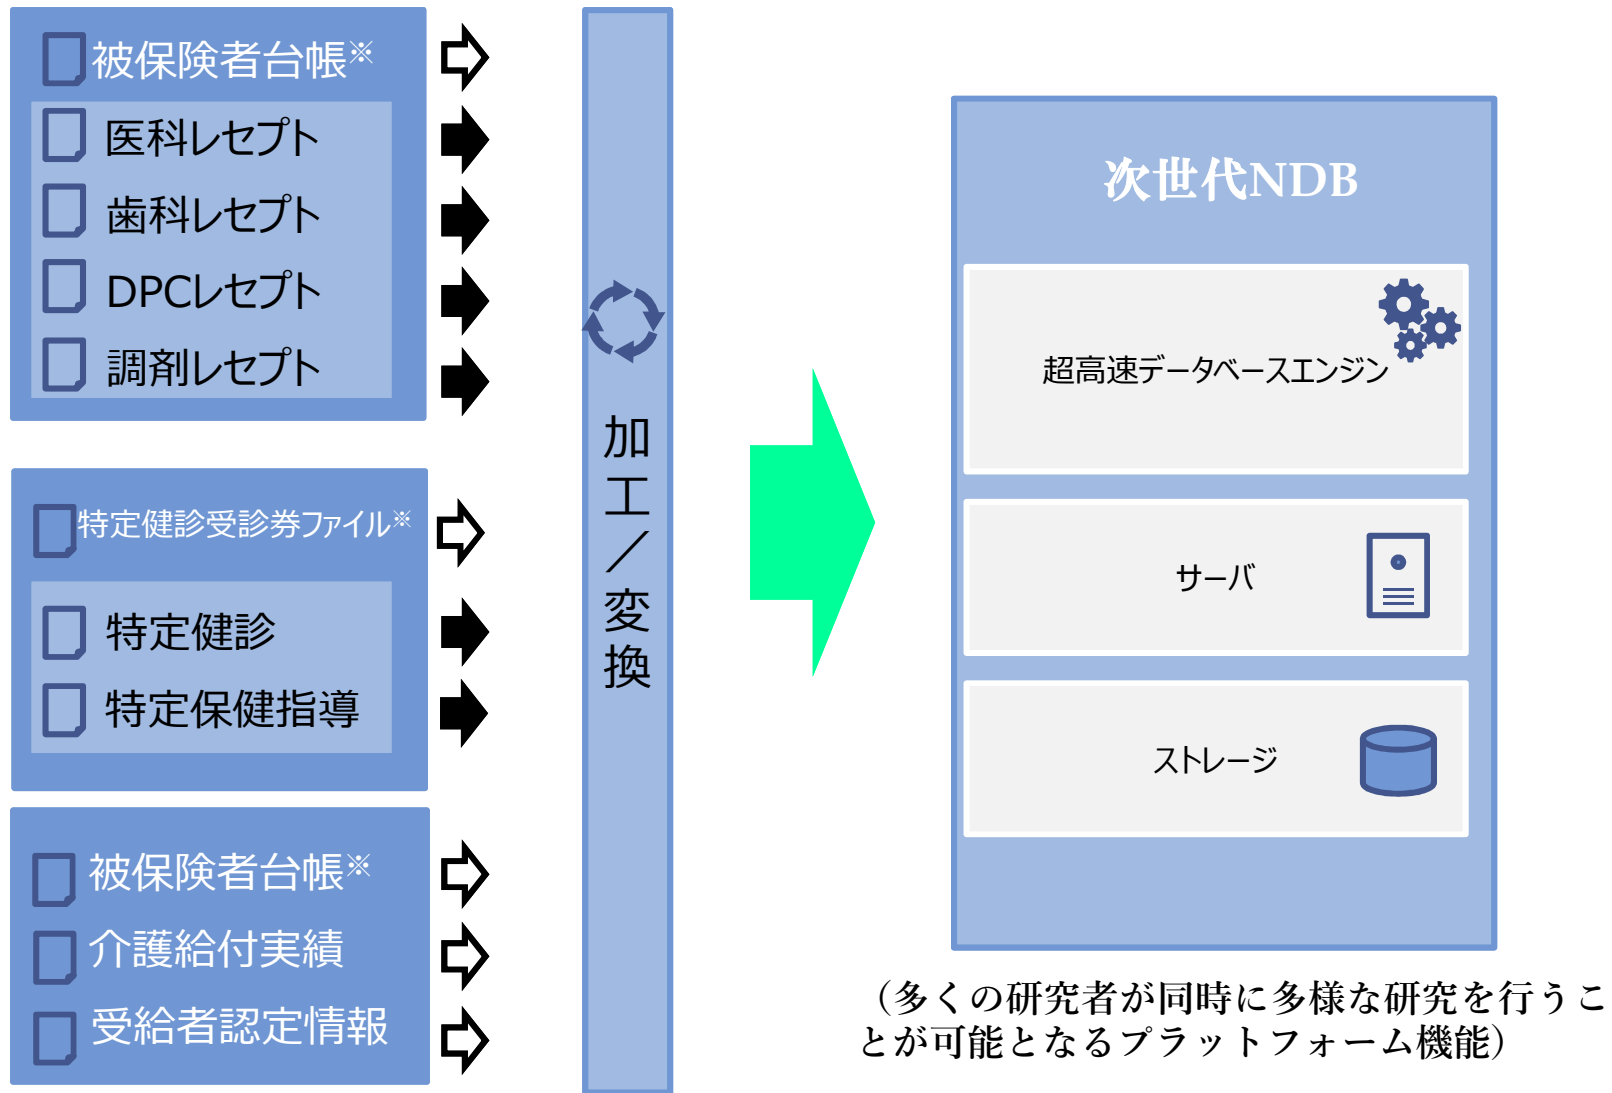 被保険者台帳※
医科レセプト
歯科レセプト
DPCレセプト
調剤レセプト
特定健診受診券ファイル※
特定健診
特定保健指導
被保険者台帳※
介護給付実績
受給者認定情報
加工／変換
次世代NDB
超高速データベースエンジン
サーバ
ストレージ
（多くの研究者が同時に多様な研究を行うこ
とが可能となるプラットフォーム機能）